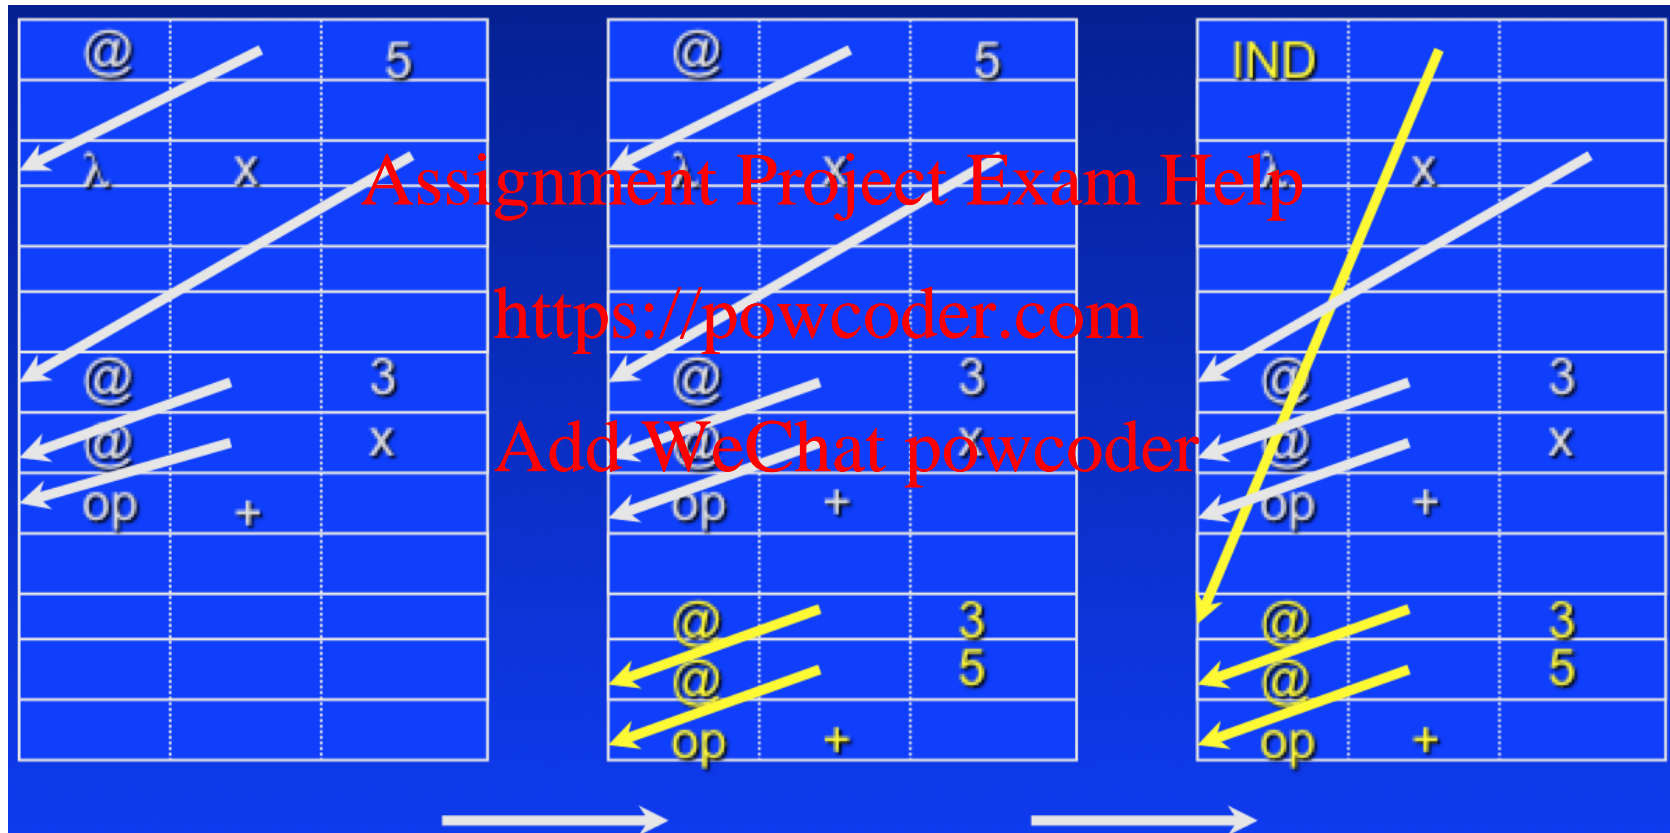 @ 5 @ 5 IND
λ x λ x λ x
Assignment Project Exam Help
https://powcoder.com
@ 3 @ 3 @ 3
@ x @ x @ x
Add WeChat powcoder
op + op + op +
@ 3 @ 3
@ 5 @ 5
op + op +